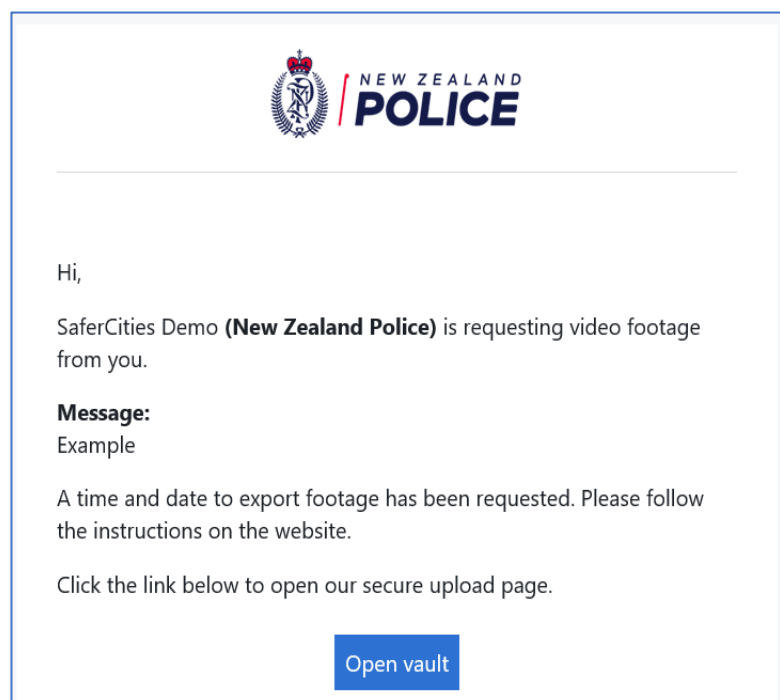 NEW ZEALAND
POLICE
Hi,
SaferCities Demo (New Zealand Police) is requesting video footage
from you.
Message:
Example
A time and date to export footage has been requested. Please follow
the instructions on the website.
Click the link below to open our secure upload page.
Open vault